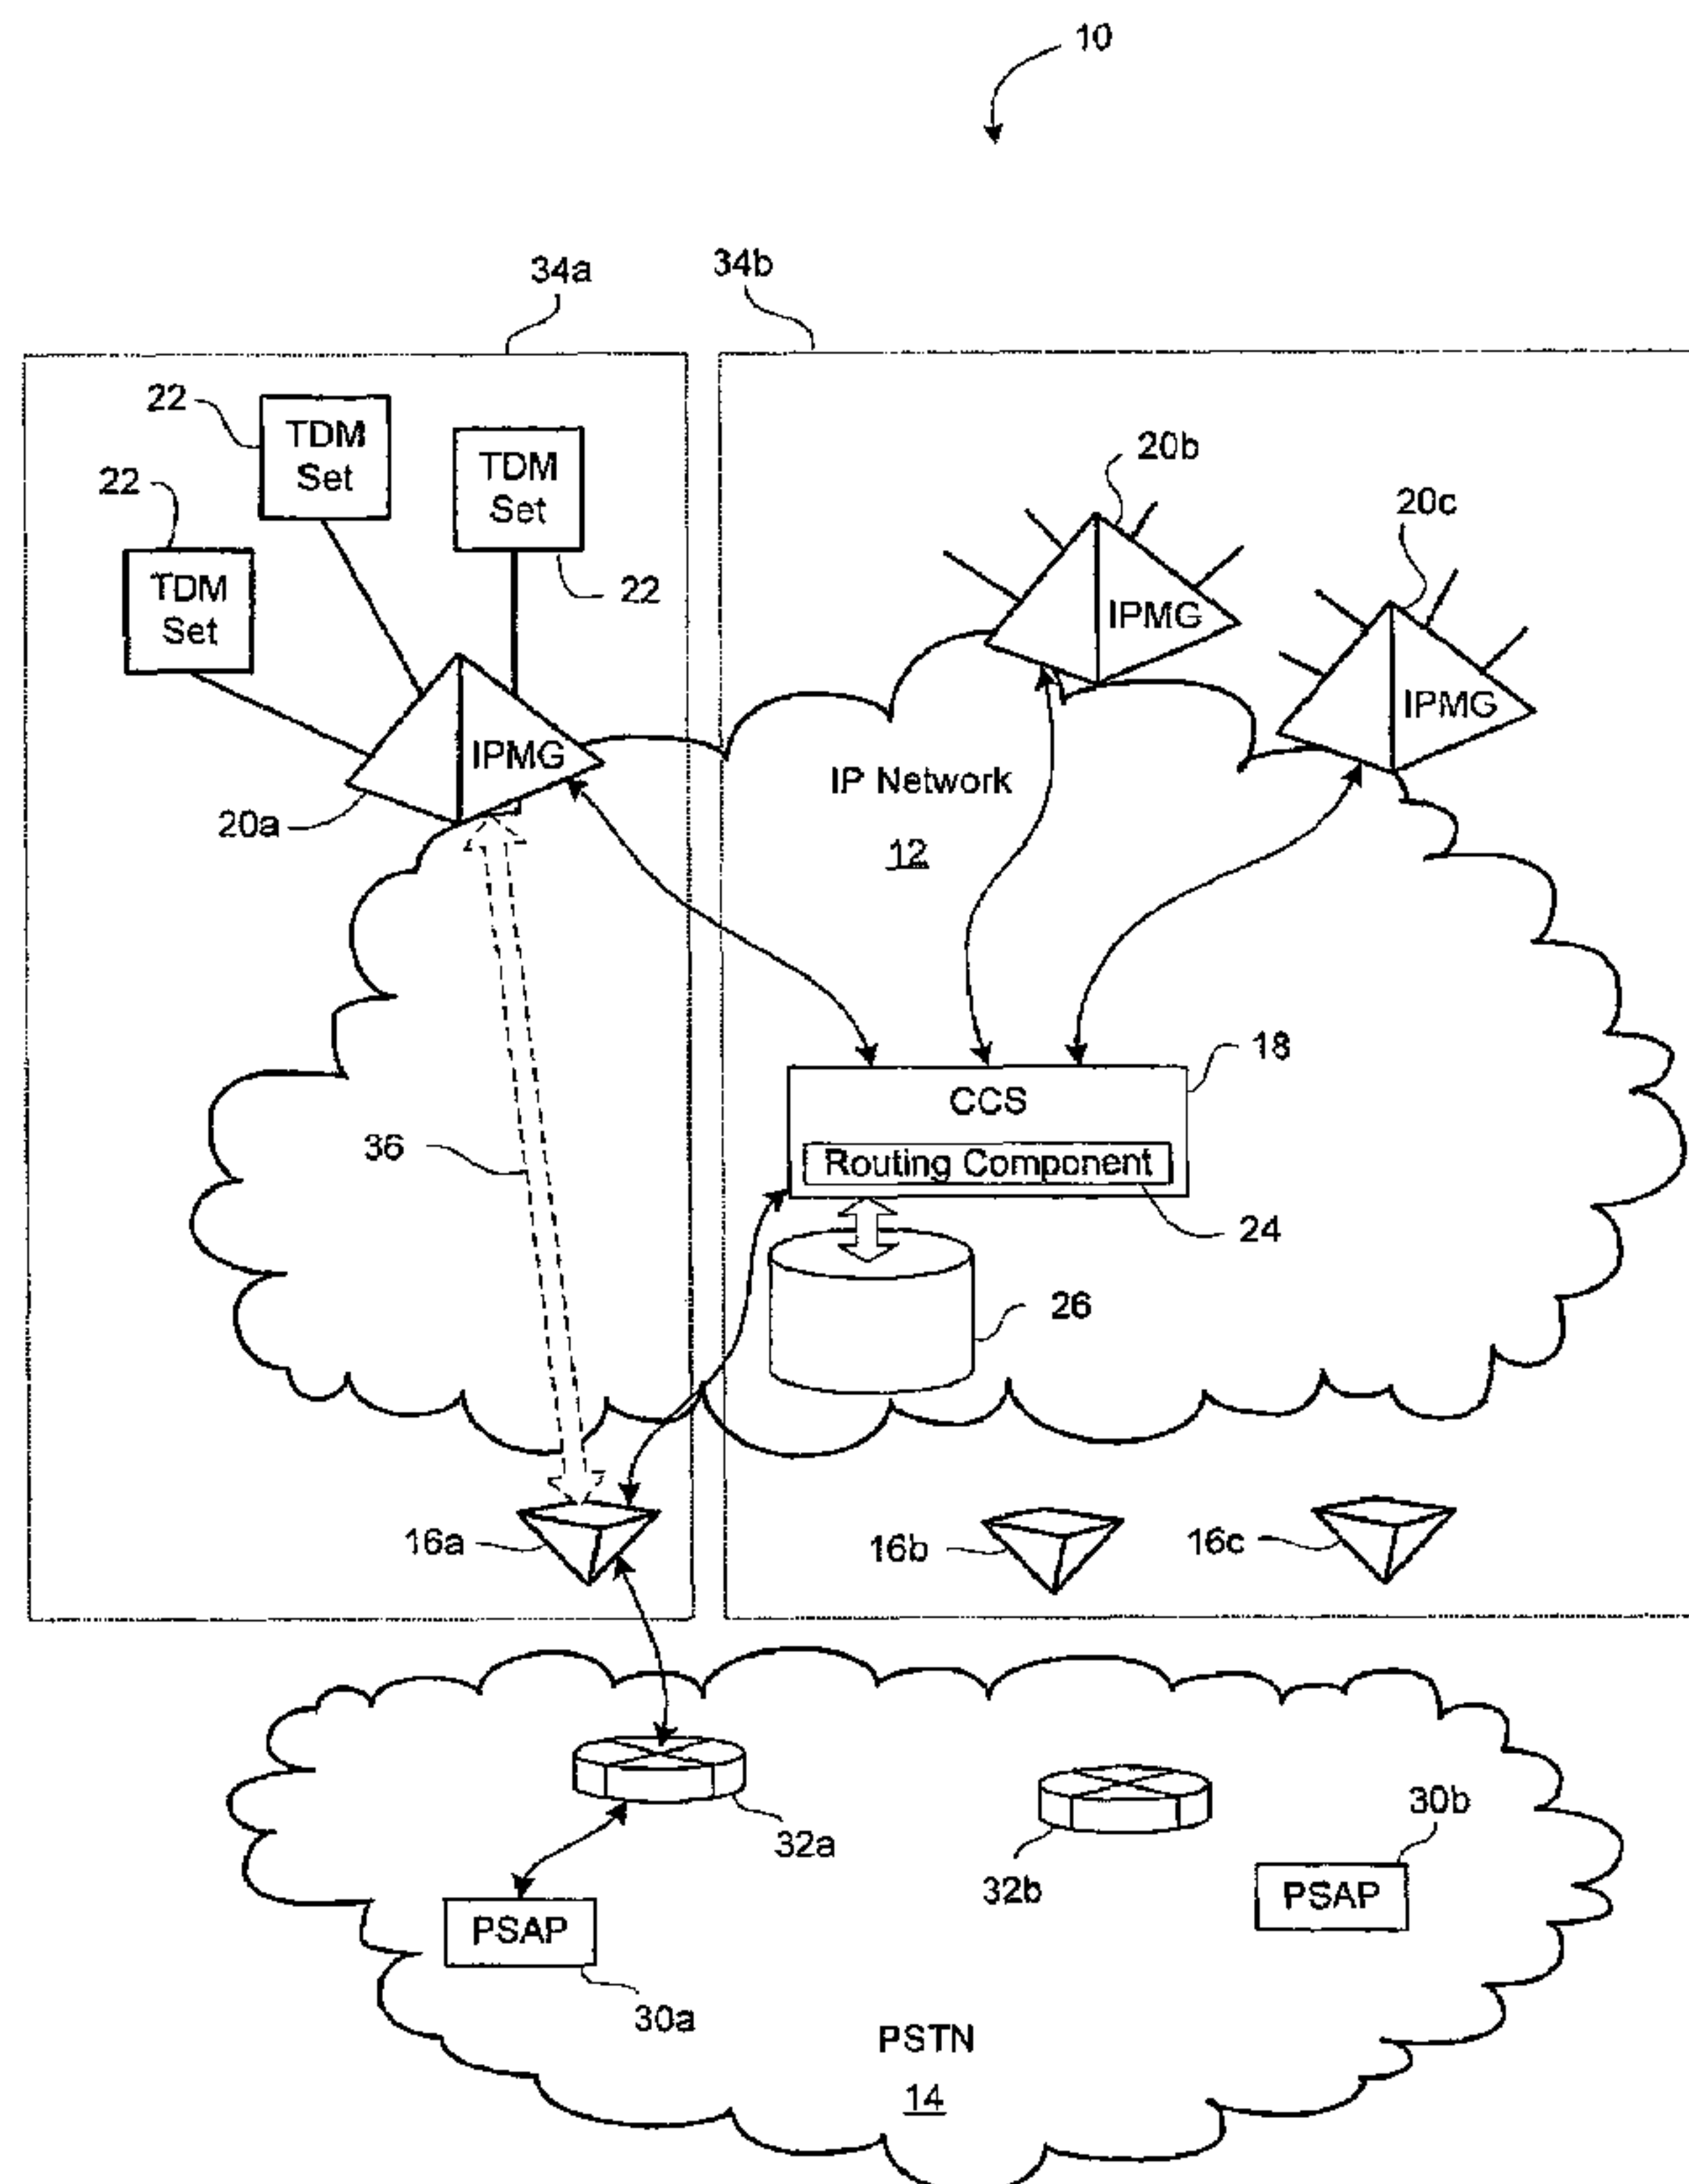 10
34a
34b
22
TDM
Set
TDM
Set
20b
22
20c
TDM
Set
22
IPMG
IPMG
IPMG
IP Network
20a
12
18
CCS
36
Routing Component
24
26
16a
16b
16c
30b
32a
32b
PSAP
PSAP
30a
PSTN
14